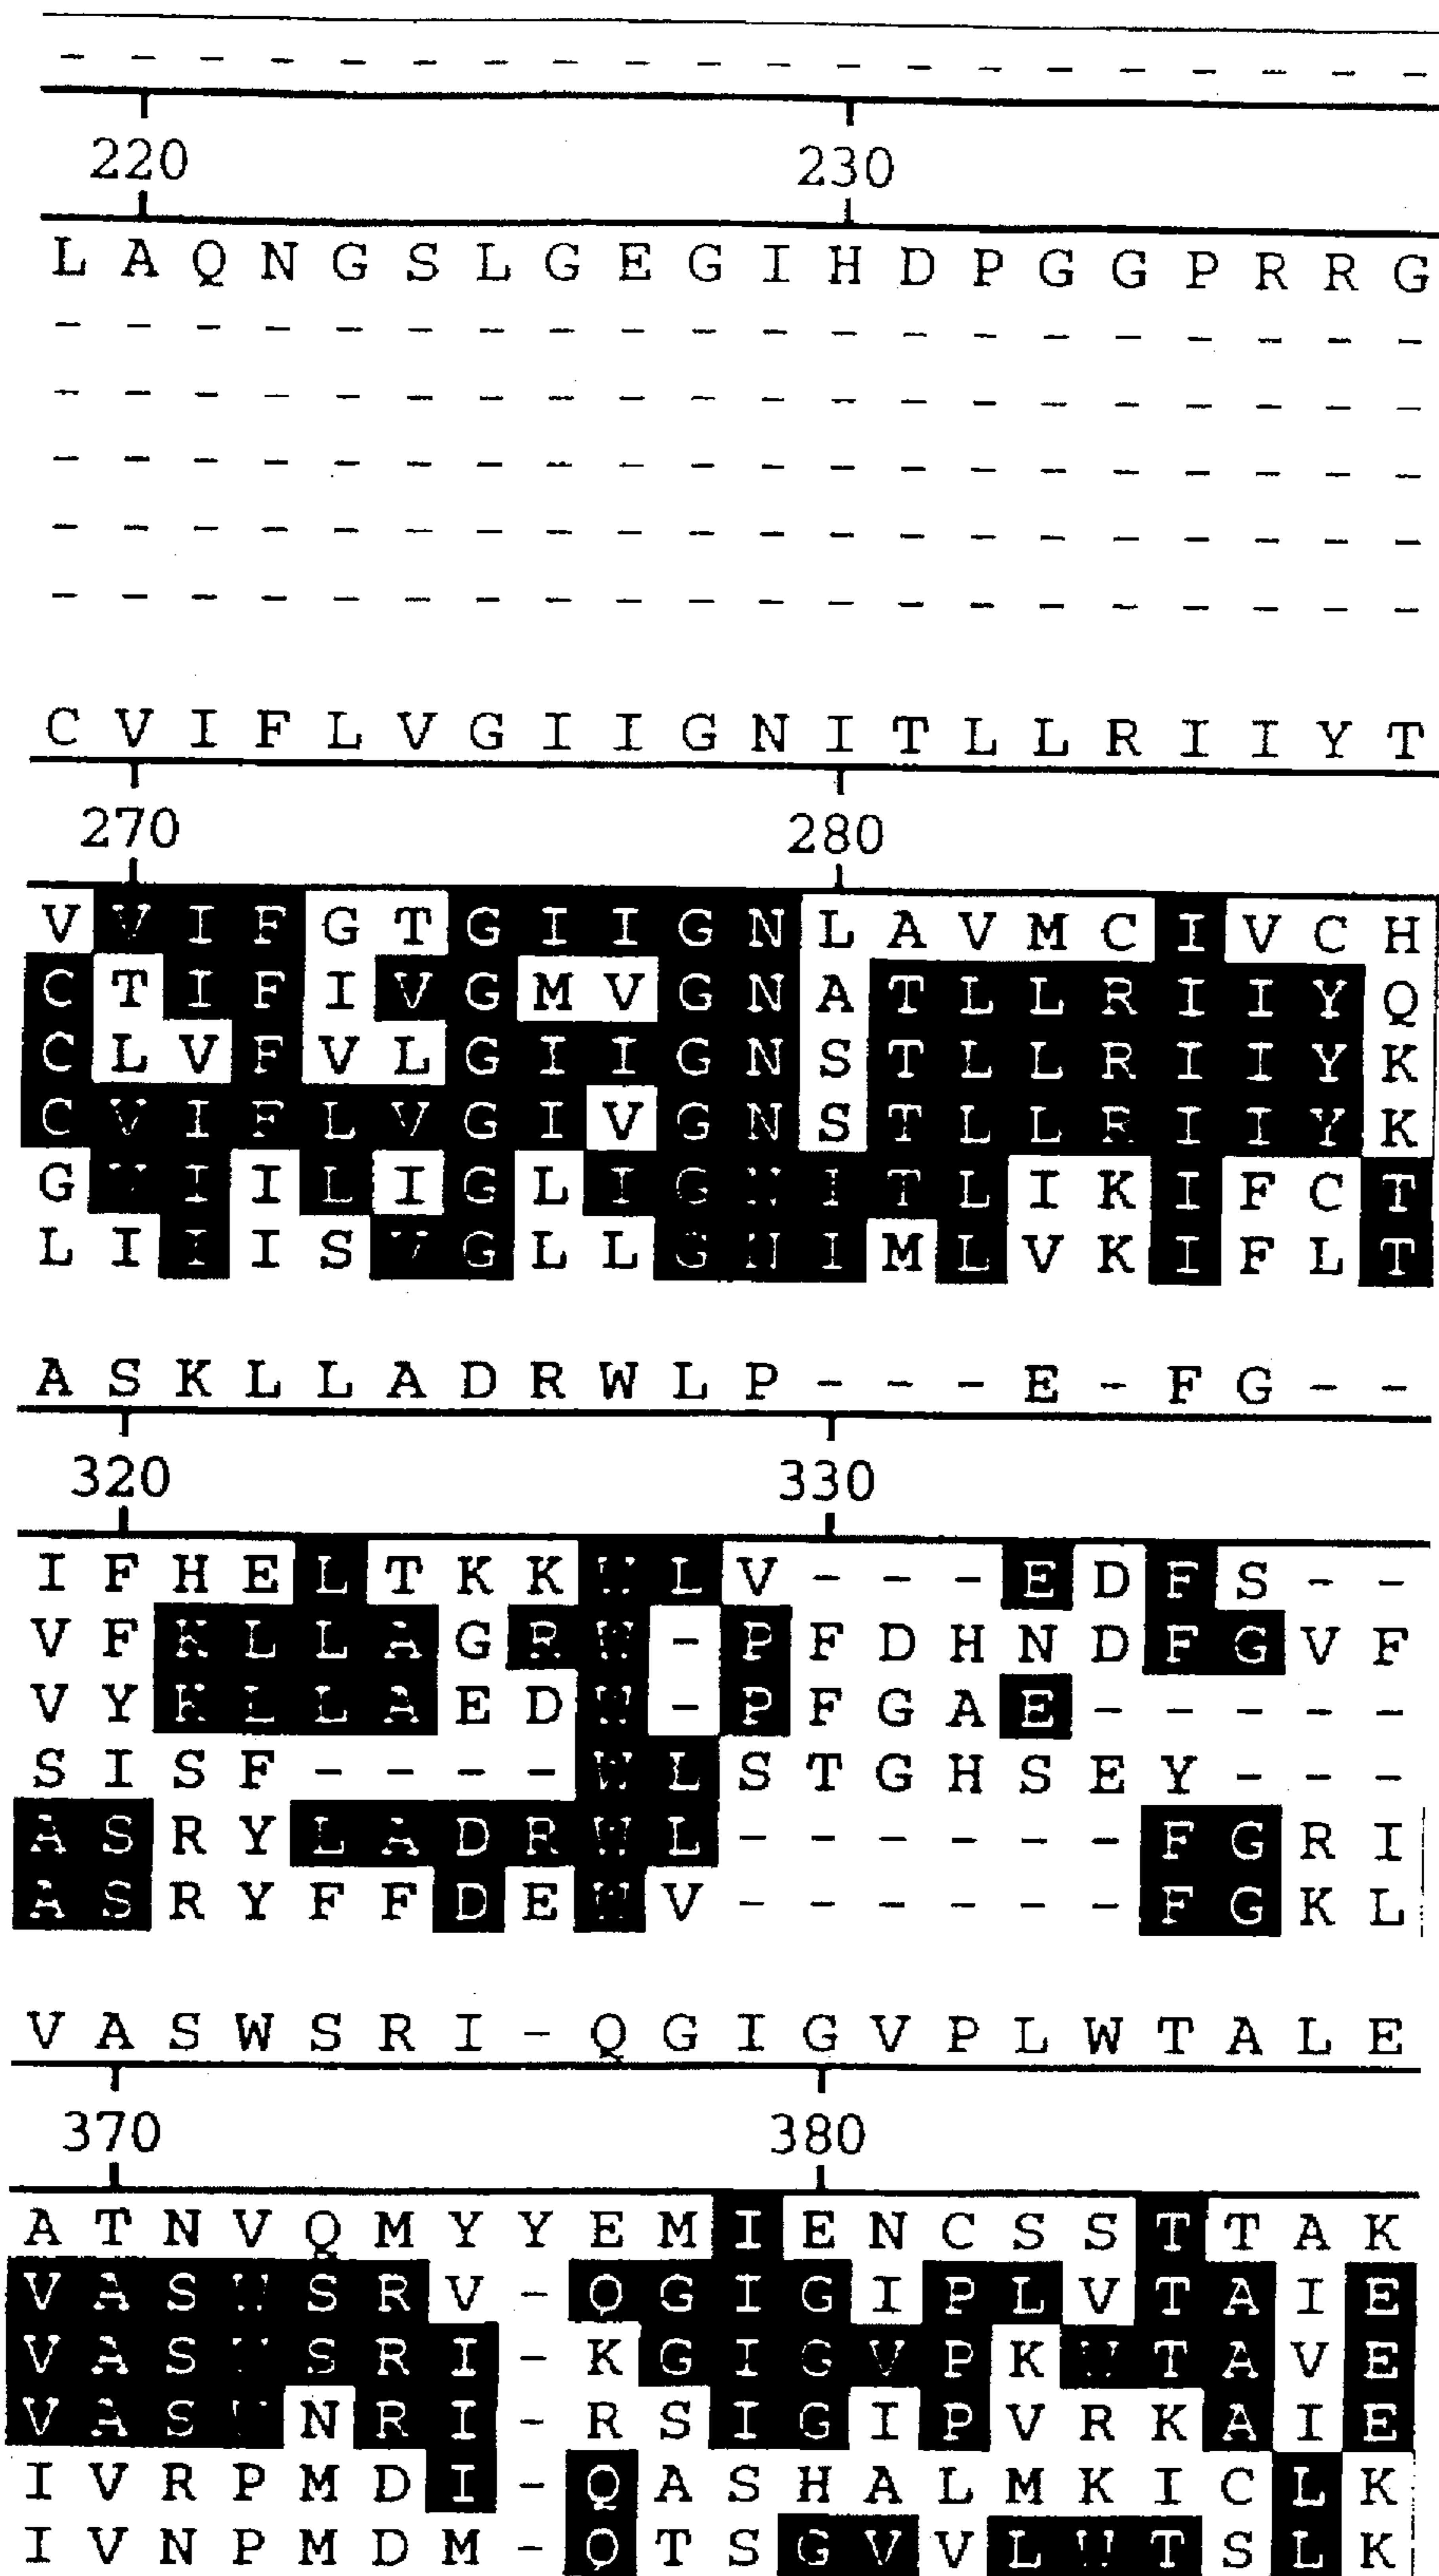 - - - - - - - - - - - - - - - - - - - -
220 230
L A Q N G S L G E G I H D P G G P R R G
- - - - - - - - - - - - - - - - - - - -
- - - - - - - - - - - - - - - - - - - -
- - - - - - - - - - - - - - - - - - - -
- - - - - - - - - - - - - - - - - - - -
- - - - - - - - - - - - - - - - - - - -
C V I F L V G I I G N I T L L R I I Y T
270 280
V V I F G T G I I G N L A V M C I V C H
C T I F I V G M V G N A T L L R I I Y Q
C L V F V L G I I G N S T L L R I I Y K
C V I F L V G I V G N S T L L R I I Y K
G V I I L I G L I G N I T L I K I F C T
L I I I S V G L L G N I M L V K I F L T
A S K L L A D R W L P - - - E - F G - -
320 330
I F H E L T K K W L V - - - E D F S - -
V F K L L A G R W - P F D H N D F G V F
V Y K L L A E D W - P F G A E - - - - -
S I S F - - - - W L S T G H S E Y - - -
A S R Y L A D R W L - - - - - - F G R I
A S R Y F F D E W V - - - - - - F G K L
V A S W S R I - Q G I G V P L W T A L E
370 380
A T N V Q M Y Y E M I E N C S S T T A K
V A S W S R V - Q G I G I P L V T A I E
V A S W S R I - K G I G V P K W T A V E
V A S W N R I - R S I G I P V R K A I E
I V R P M D I - Q A S H A L M K I C L K
I V N P M D M - Q T S G V V L W T S L K